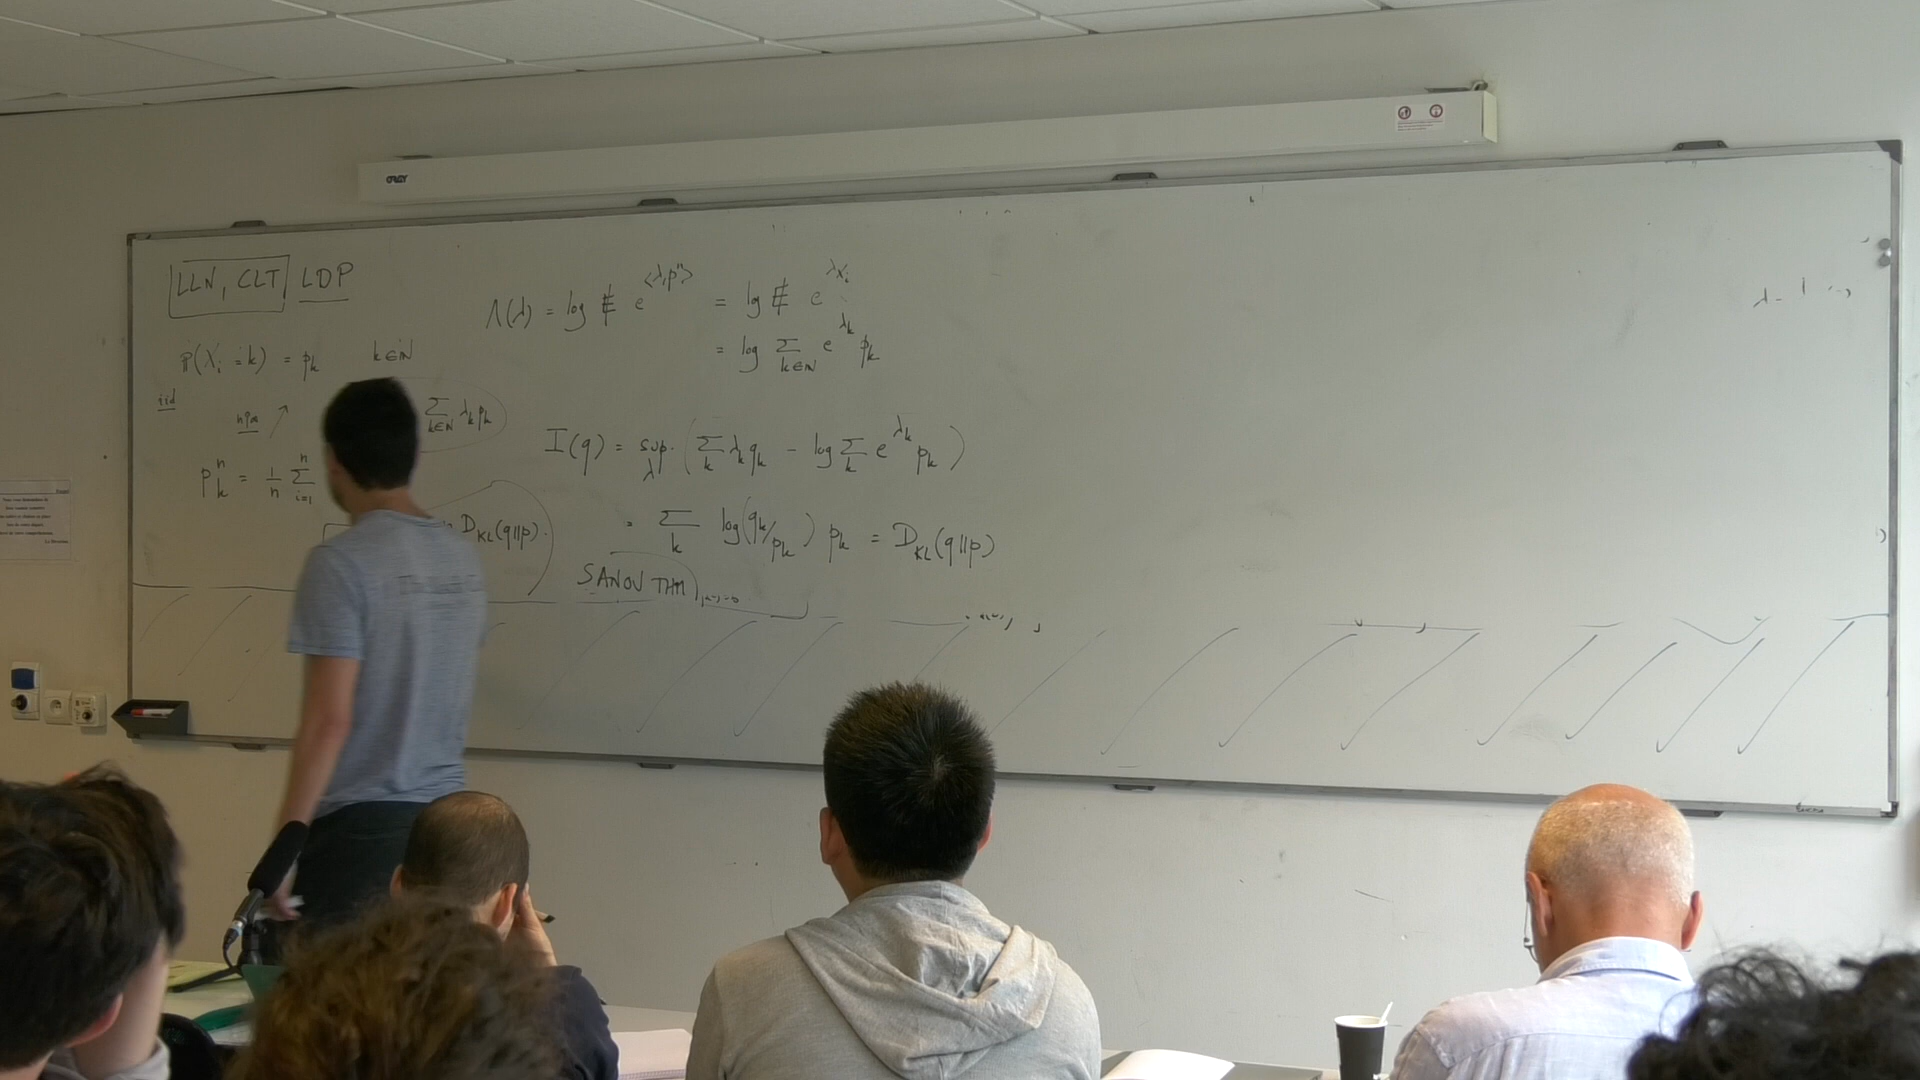 LLN, CLT, LDP
P(X_i = k) = p_k   k∈N
iid
n↑∞
Σ_{k∈N} λ_k p_k
p_k^n = 1/n Σ_{i=1}^n
D_KL(q||p).
Λ(λ) = log E e^{<λ,p^n>} = log E e^{λ_{X_i}}
= log Σ_{k∈N} e^{λ_k} p_k
I(q) = sup_λ (Σ_k λ_k q_k − log Σ_k e^{λ_k} p_k)
= Σ_k log(q_k/p_k) p_k = D_KL(q||p)
SANOV THM